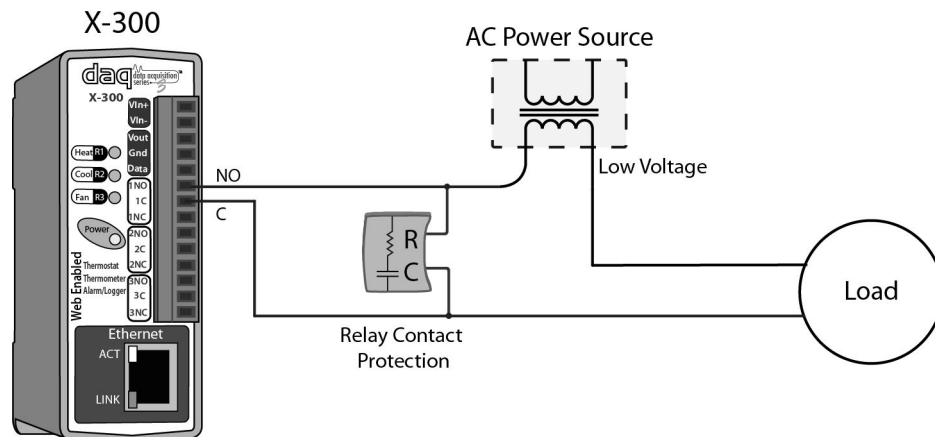 X-300
AC Power Source
daq data acquisition series
X-300
VIn+
VIn-
Vout
Gnd
Data
Heat R1
Cool R2
Fan R3
1NO
1C
1NC
2NO
2C
2NC
3NO
3C
3NC
Power
Web Enabled
Thermostat
Thermometer
Alarm/Logger
Ethernet
ACT
LINK
NO
C
R
C
Relay Contact
Protection
Low Voltage
Load